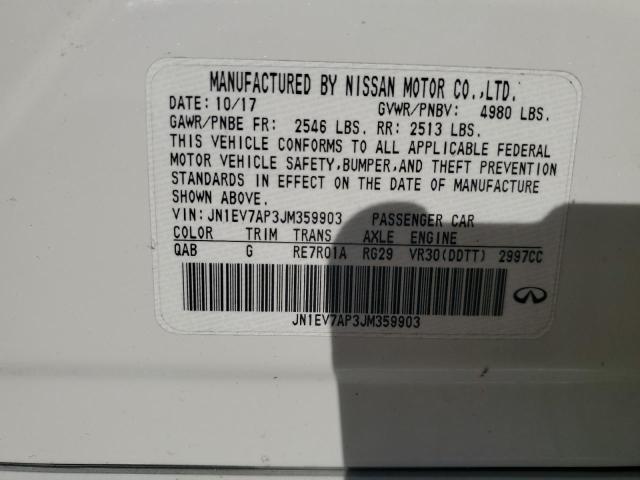 MANUFACTURED BY NISSAN MOTOR CO.,LTD.
DATE: 10/17 GVWR/PNBV: 4980 LBS.
GAWR/PNBE FR: 2546 LBS. RR: 2513 LBS.
THIS VEHICLE CONFORMS TO ALL APPLICABLE FEDERAL
MOTOR VEHICLE SAFETY,BUMPER,AND THEFT PREVENTION
STANDARDS IN EFFECT ON THE DATE OF MANUFACTURE
SHOWN ABOVE.
VIN: JN1EV7AP3JM359903 PASSENGER CAR
COLOR TRIM TRANS AXLE ENGINE
QAB G RE7R01A RG29 VR30(DDTT) 2997CC
JN1EV7AP3JM359903